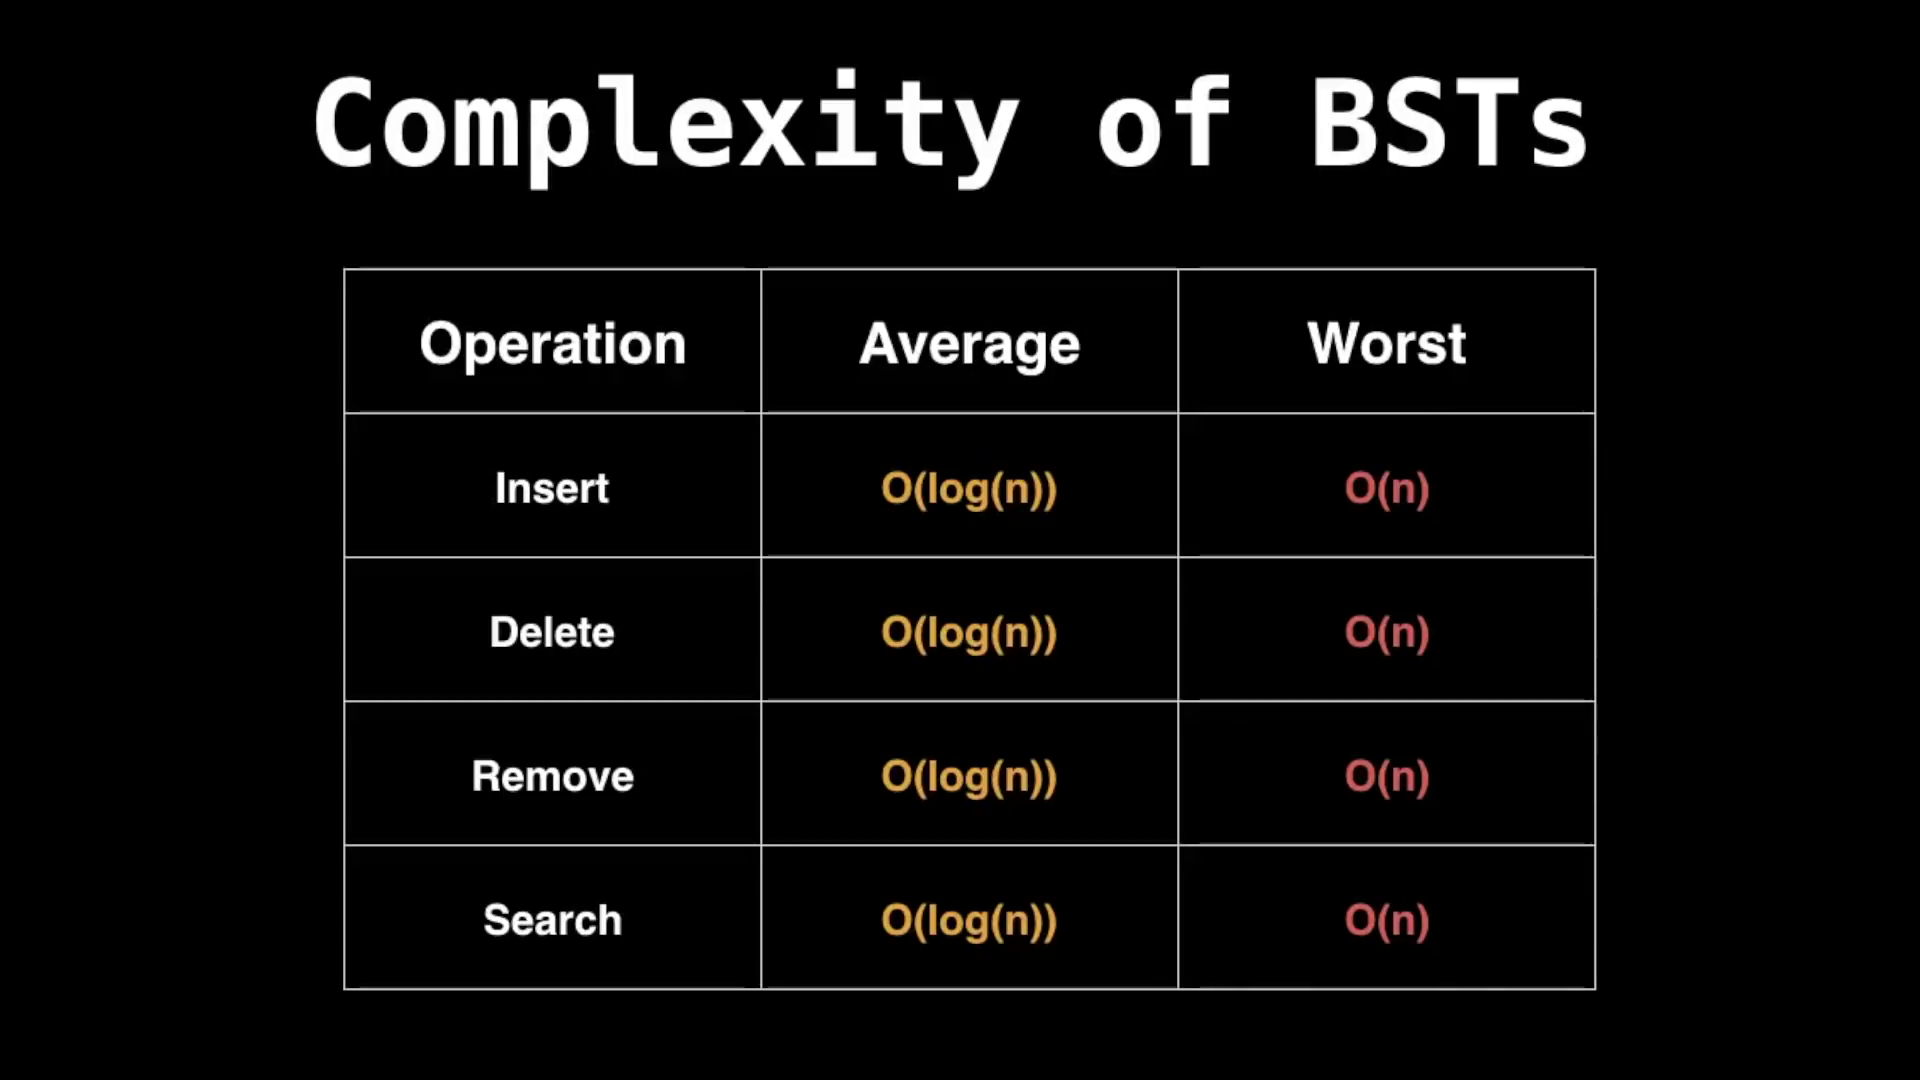 Complexity of BSTs
Operation Average Worst
Insert O(log(n)) O(n)
Delete O(log(n)) O(n)
Remove O(log(n)) O(n)
Search O(log(n)) O(n)